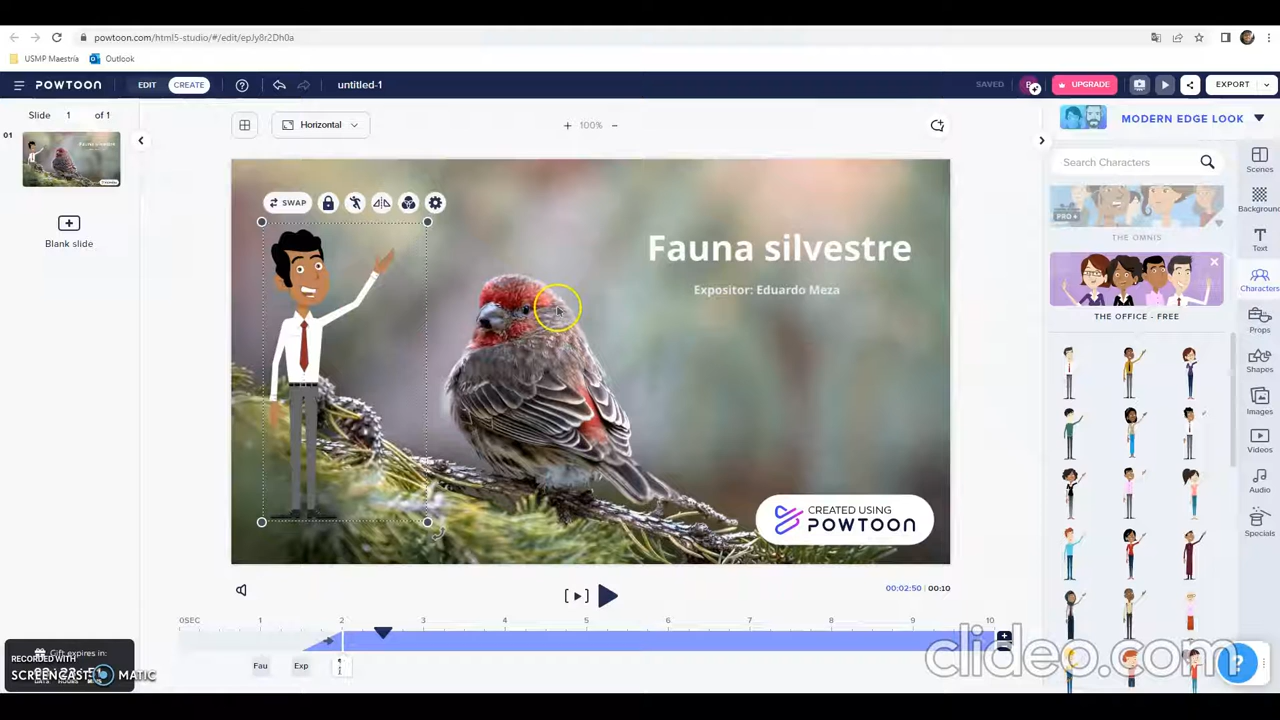 powtoon.com/html5-studio/#/edit/epJy8r2Dh0a
USMP Maestría
Outlook
POWTOON
EDIT
CREATE
untitled-1
SAVED
UPGRADE
EXPORT
Slide 1 of 1
Horizontal
100%
MODERN EDGE LOOK
01
Search Characters
Scenes
SWAP
PRO+
Background
Fauna silvestre
THE OMNIS
Text
Expositor: Eduardo Meza
Characters
Blank slide
THE OFFICE - FREE
Props
Shapes
Images
Videos
Audio
CREATED USING
POWTOON
Specials
00:02:50 | 00:10
0SEC 1 2 3 4 5 6 7 8 9 10
Gift expires in:
RECORDED WITH
SCREENCAST MATIC
Fau
Exp
clideo.com
?